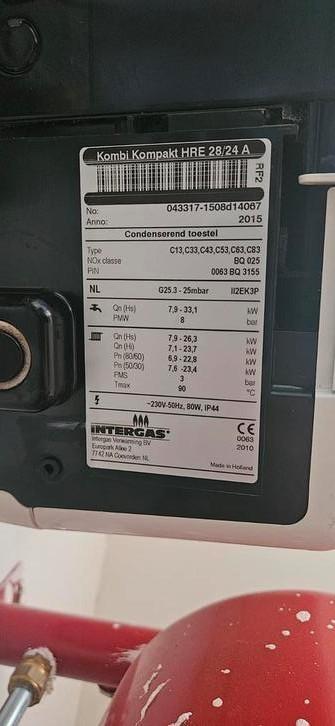 Kombi Kompakt HRE 28/24 A
RF2
No: 043317-1508d14067
Anno: 2015
Condenserend toestel
Type C13,C33,C43,C53,C63,C83
NOx classe BQ 025
PIN 0063 BQ 3155
NL G25.3 - 25mbar II2EK3P
Qn (Hs) 7,9 - 33,1 kW
PMW 8 bar
Qn (Hs) 7,9 - 26,3 kW
Qn (Hi) 7,1 - 23,7 kW
Pn (80/60) 6,9 - 22,8 kW
Pn (50/30) 7,6 - 23,4 kW
PMS 3 bar
Tmax 90 °C
~230V-50Hz, 80W, IP44
INTERGAS
Intergas Verwarming BV
Europark Allee 2
7742 NA Coevorden NL
CE
0063
2010
Made in Holland